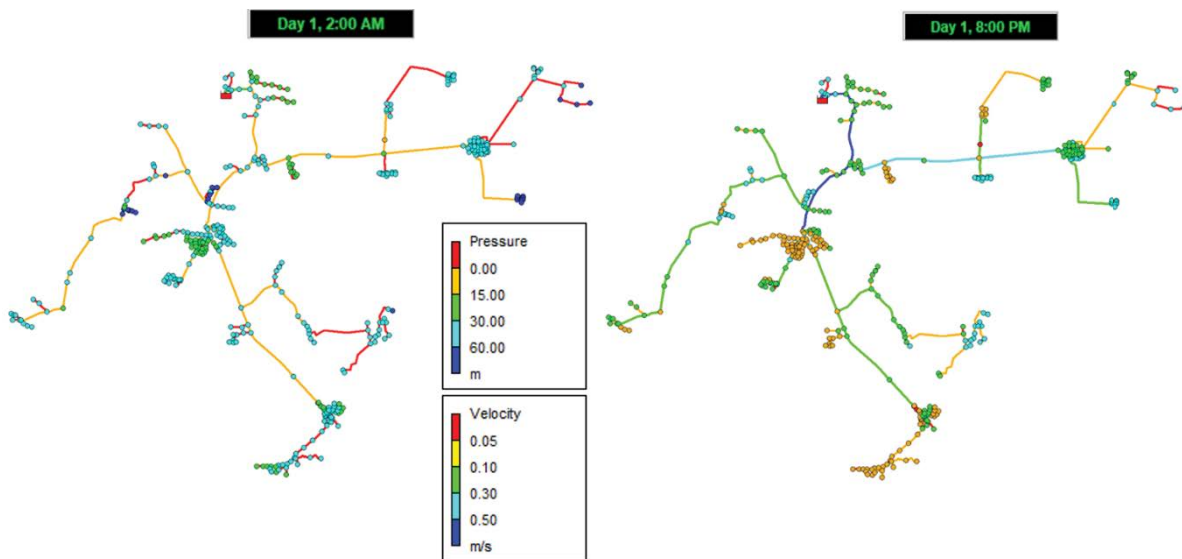 Day 1, 2:00 AM
Day 1, 8:00 PM
Pressure
0.00
15.00
30.00
60.00
m
Velocity
0.05
0.10
0.30
0.50
m/s